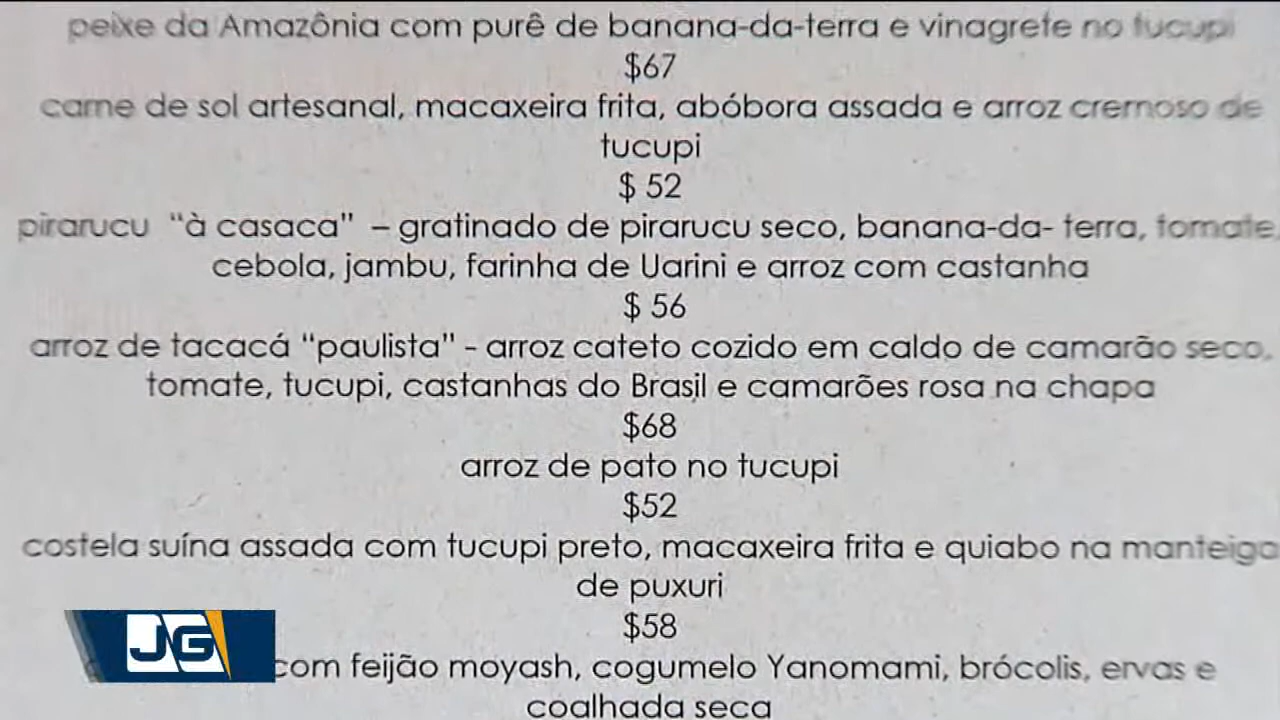 peixe da Amazônia com purê de banana-da-terra e vinagrete no tucupi
$67
carne de sol artesanal, macaxeira frita, abóbora assada e arroz cremoso de
tucupi
$ 52
pirarucu “à casaca” – gratinado de pirarucu seco, banana-da- terra, tomate,
cebola, jambu, farinha de Uarini e arroz com castanha
$ 56
arroz de tacacá “paulista” - arroz cateto cozido em caldo de camarão seco,
tomate, tucupi, castanhas do Brasil e camarões rosa na chapa
$68
arroz de pato no tucupi
$52
costela suína assada com tucupi preto, macaxeira frita e quiabo na manteiga
de puxuri
$58
JG com feijão moyash, cogumelo Yanomami, brócolis, ervas e
coalhada seca